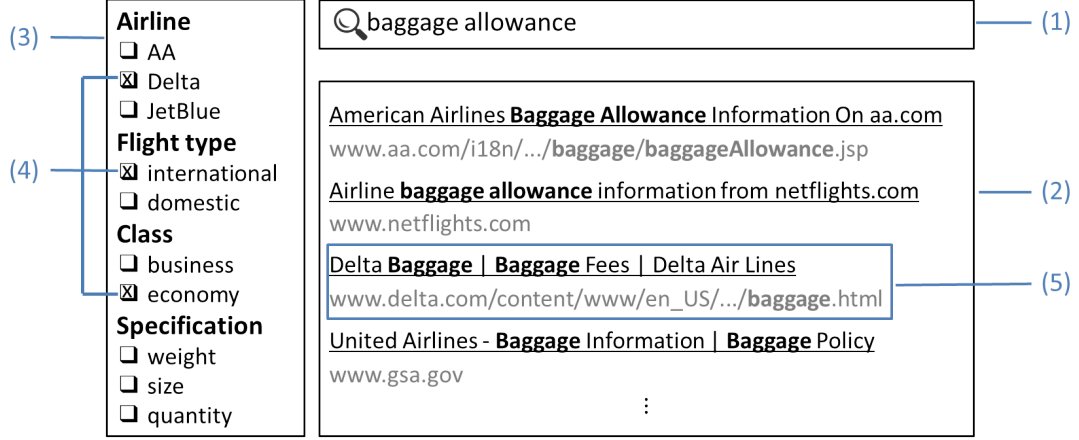 (3)
Airline
AA
Delta
JetBlue
Flight type
(4)
international
domestic
Class
business
economy
Specification
weight
size
quantity
baggage allowance
(1)
American Airlines Baggage Allowance Information On aa.com
www.aa.com/i18n/.../baggage/baggageAllowance.jsp
Airline baggage allowance information from netflights.com
(2)
www.netflights.com
Delta Baggage | Baggage Fees | Delta Air Lines
www.delta.com/content/www/en_US/.../baggage.html
(5)
United Airlines - Baggage Information | Baggage Policy
www.gsa.gov
⋮